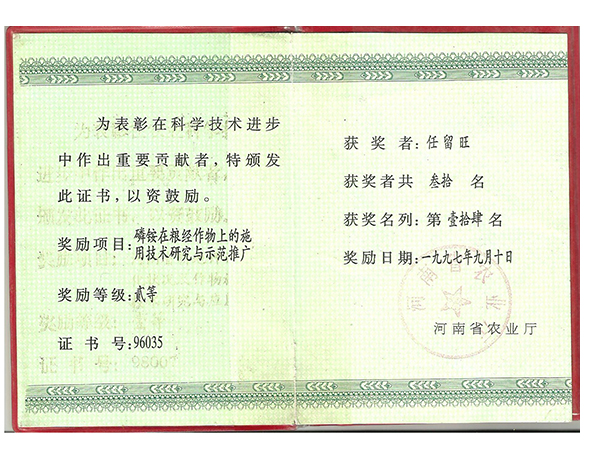 为表彰在科学技术进步
中作出重要贡献者,特颁发
此证书,以资鼓励。
奖励项目:磷铵在粮经作物上的施
用技术研究与示范推广
奖励等级:贰等
证书号:96035
获奖者:任留旺
获奖者共 叁拾 名
获奖名列:第壹拾肆名
奖励日期:一九九七年九月十日
河南省农业厅